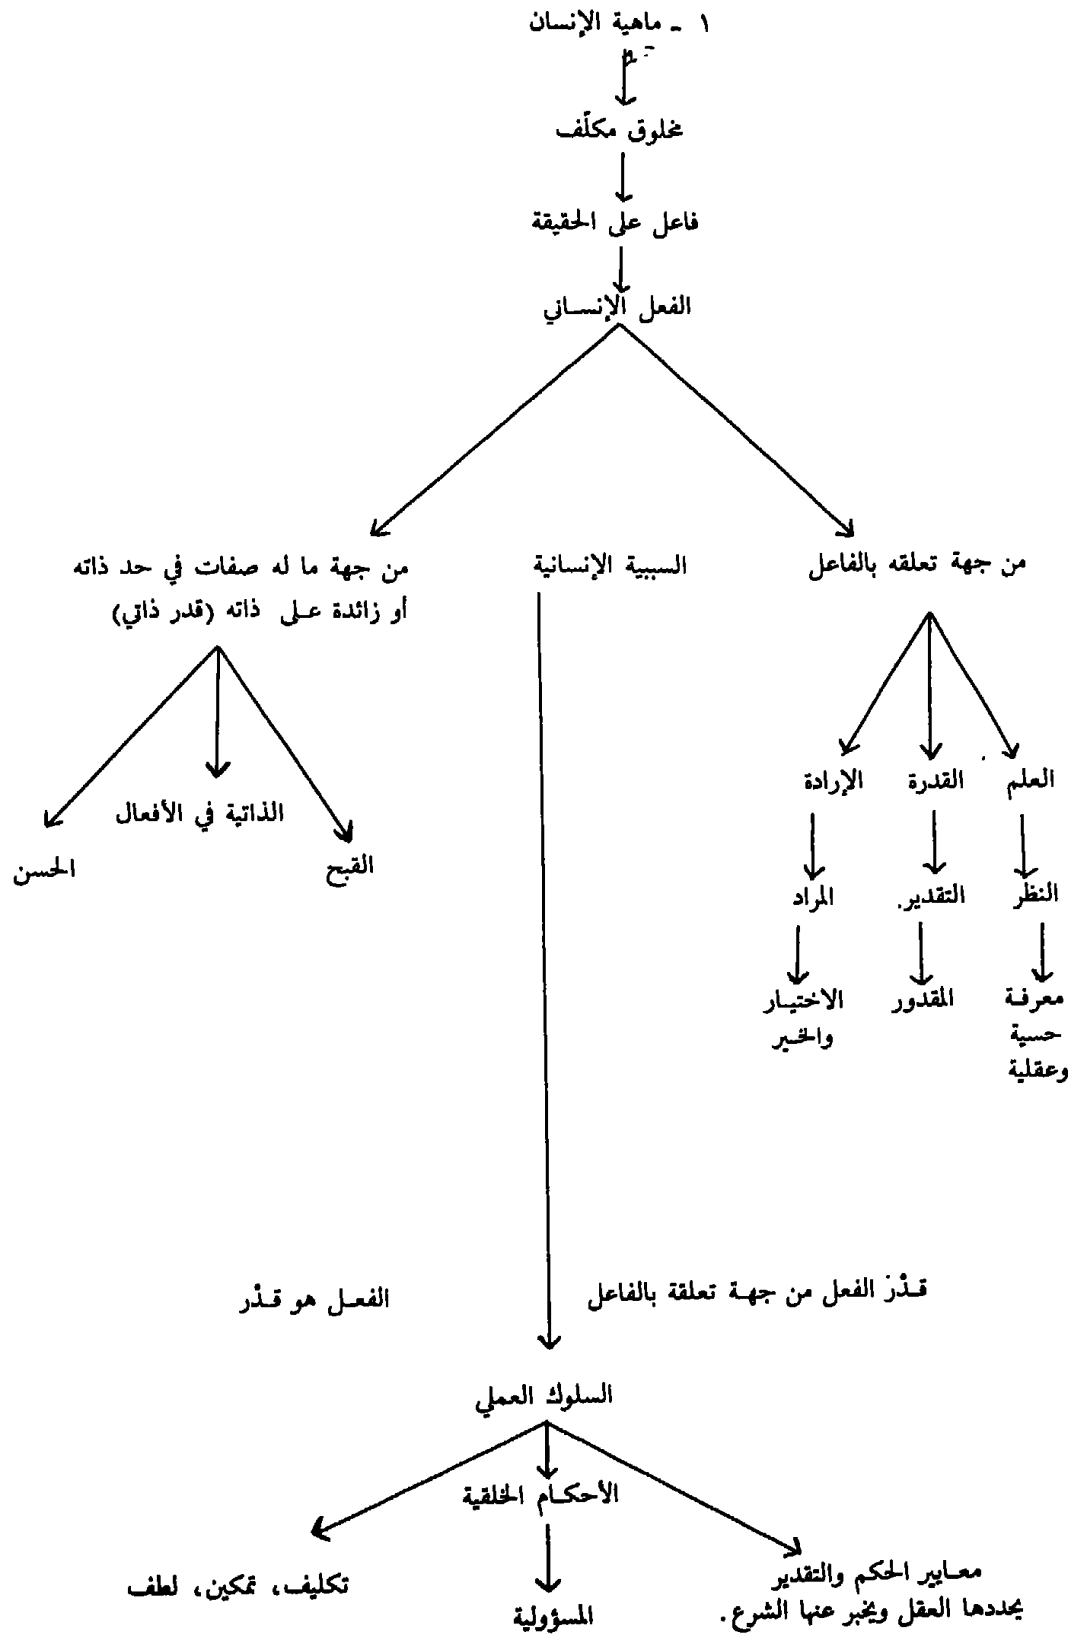 ١ - ماهية الإنسان
مخلوق مكلّف
فاعل على الحقيقة
الفعل الإنساني
من جهة تعلقه بالفاعل
السببية الإنسانية
من جهة ما له صفات في حد ذاته
أو زائدة على ذاته (قدر ذاتي)
العلم
القدرة
الإرادة
الذاتية في الأفعال
القبح
الحسن
النظر
التقدير.
المراد
معرفة
حسية
وعقلية
المقدور
الاختيار
والخير
قدْر الفعل من جهة تعلقة بالفاعل
الفعل هو قدْر
السلوك العملي
الأحكام الخلقية
معايير الحكم والتقدير
يحددها العقل ويخبر عنها الشرع.
المسؤولية
تكليف، تمكين، لطف